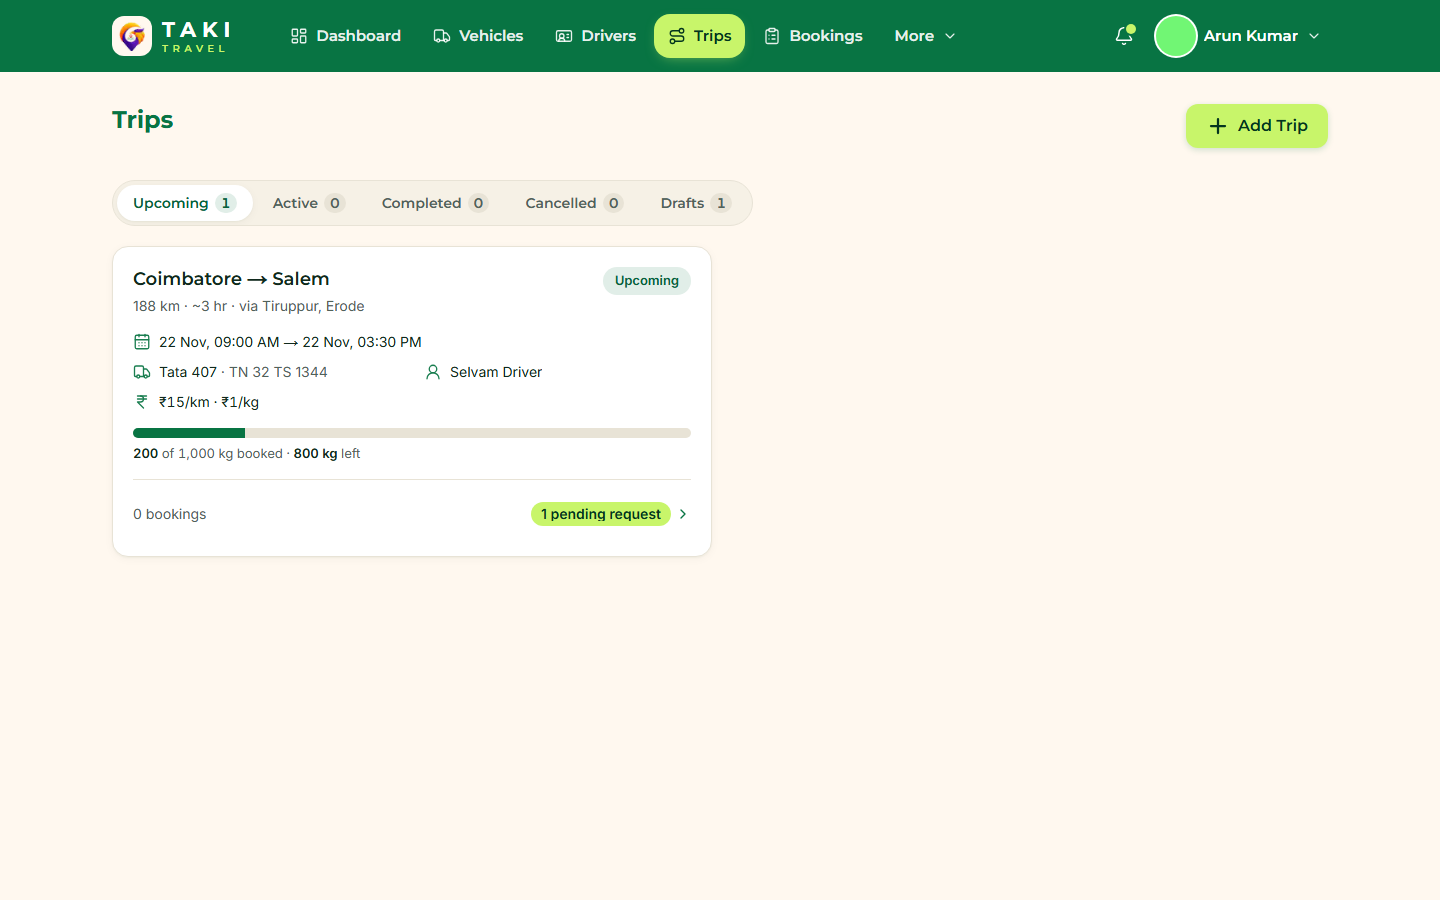 TAKI
TRAVEL
Dashboard
Vehicles
Drivers
Trips
Bookings
More
Arun Kumar
Trips
Add Trip
Upcoming 1
Active 0
Completed 0
Cancelled 0
Drafts 1
Coimbatore → Salem
Upcoming
188 km · ~3 hr · via Tiruppur, Erode
22 Nov, 09:00 AM → 22 Nov, 03:30 PM
Tata 407 · TN 32 TS 1344
Selvam Driver
₹15/km · ₹1/kg
200 of 1,000 kg booked · 800 kg left
0 bookings
1 pending request